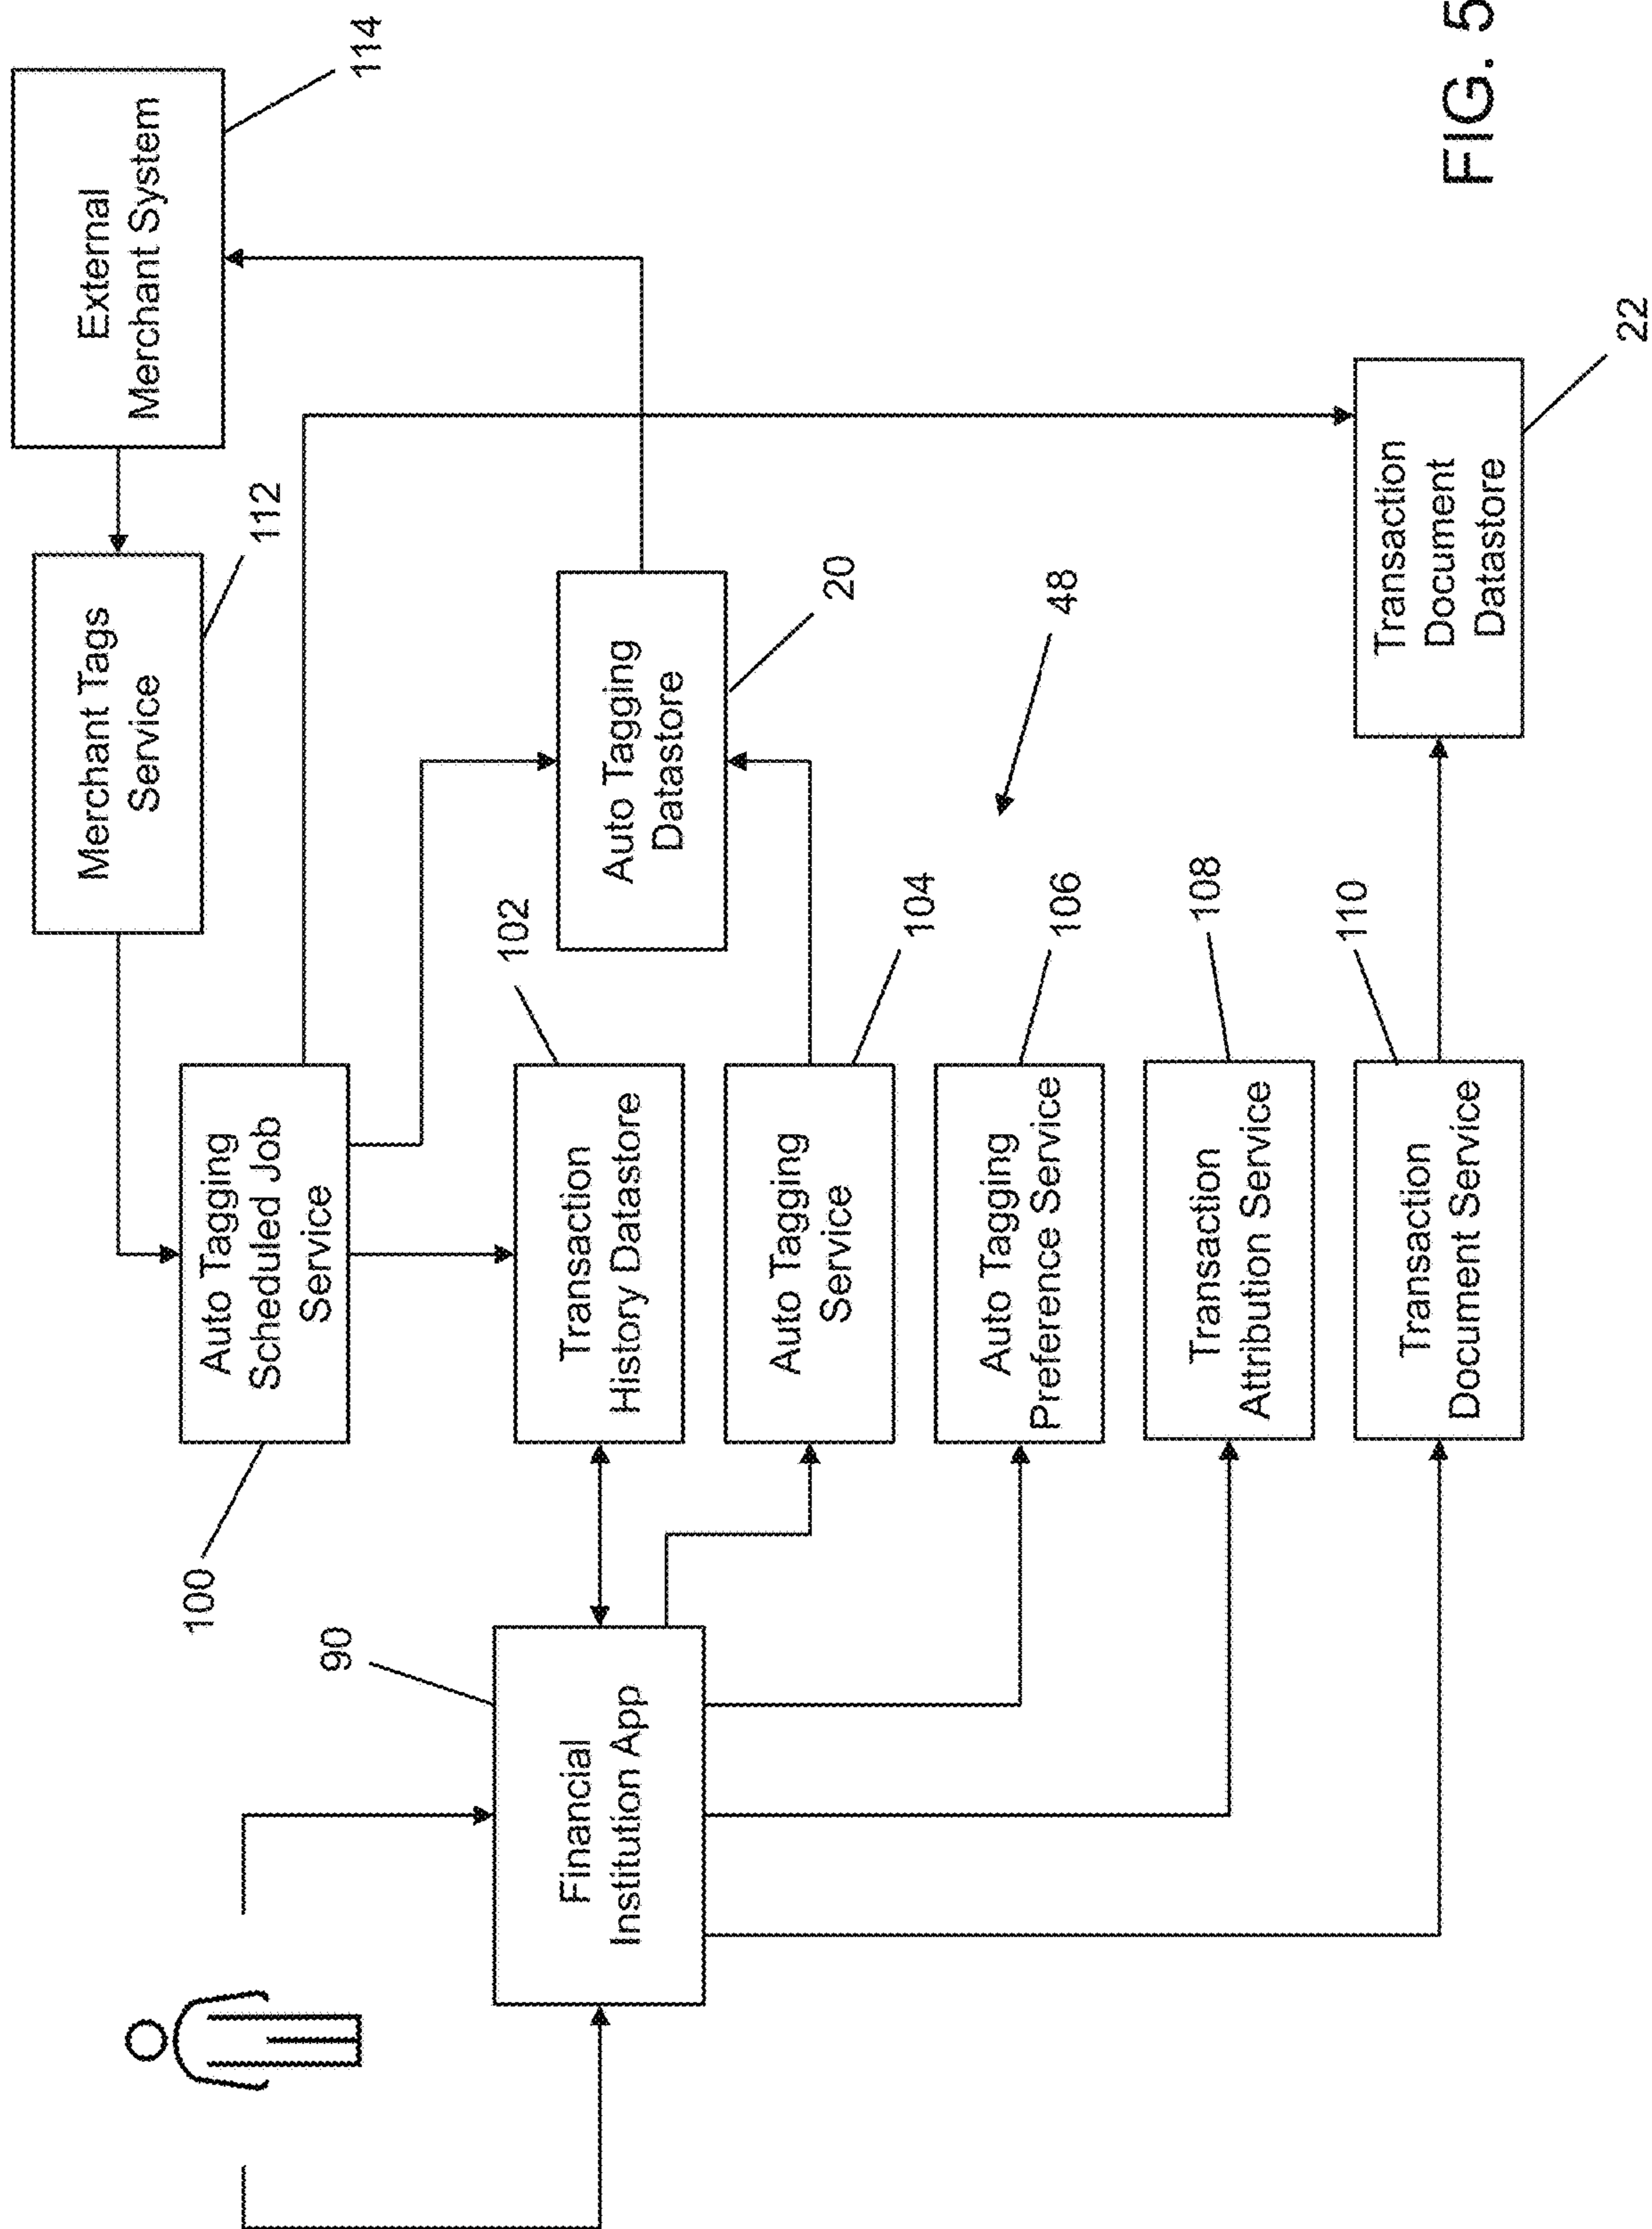 90
Financial
Institution App
100
Auto Tagging
Scheduled Job
Service
102
Transaction
History Datastore
Auto Tagging
Service
104
Auto Tagging
Preference Service
106
Transaction
Attribution Service
108
Transaction
Document Service
110
Merchant Tags
Service
112
Auto Tagging
Datastore
20
48
External
Merchant System
114
Transaction
Document
Datastore
22
FIG. 5